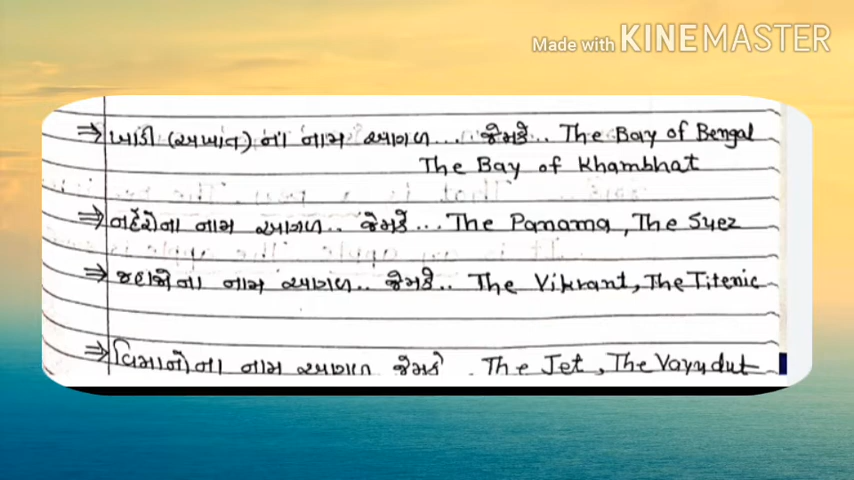 Made with KINEMASTER
⇒ ખાડી (અખાત) નાં નામ આગળ... જેમકે.. The Bay of Bengal
The Bay of Khambhat
⇒ નહેરોના નામ આગળ.. જેમકે... The Panama, The Suez
⇒ જહાજોના નામ આગળ.. જેમકે.. The Vikrant, The Titenic
⇒ વિમાનોના નામ આગળ જેમકે. The Jet, The Vayudut